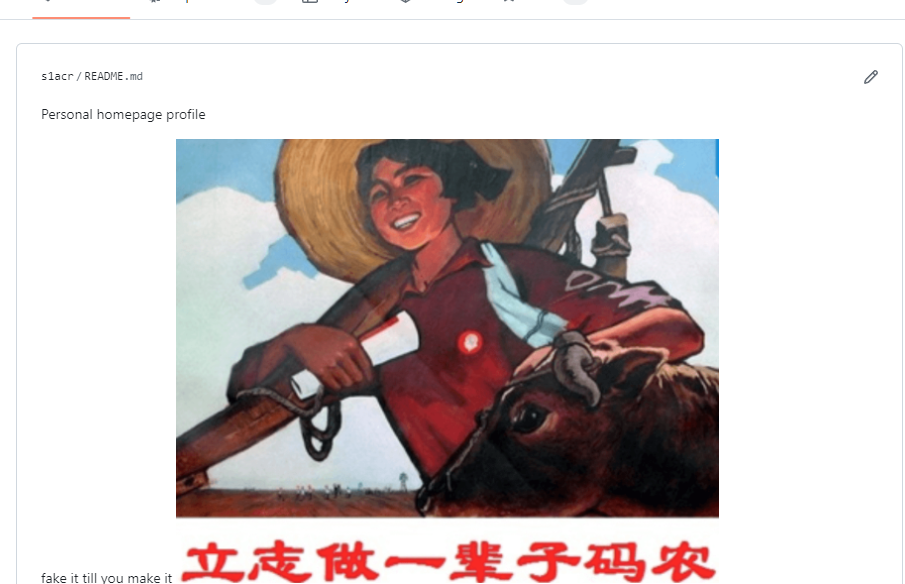 s1acr / README.md
Personal homepage profile
立志做一辈子码农
fake it till you make it